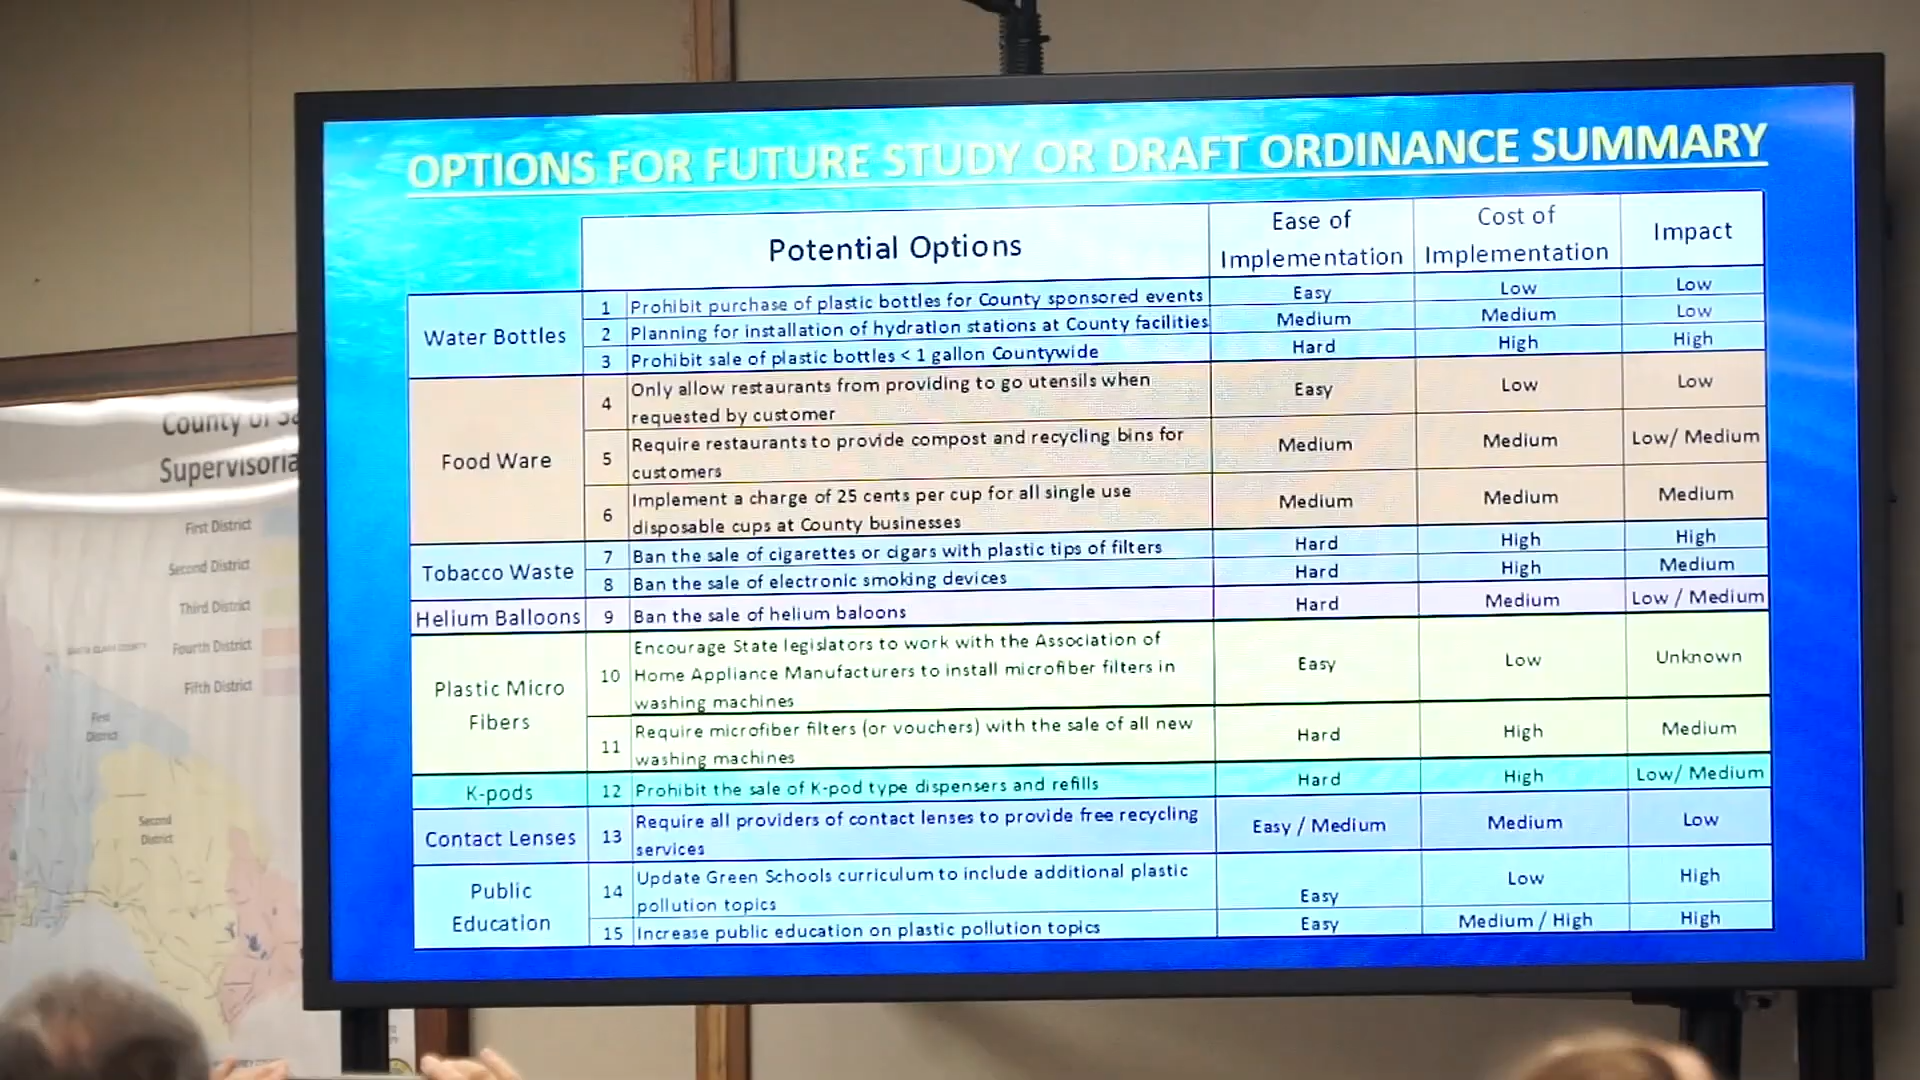 OPTIONS FOR FUTURE STUDY OR DRAFT ORDINANCE SUMMARY
Potential Options
Ease of
Implementation
Cost of
Implementation
Impact
Water Bottles
1 Prohibit purchase of plastic bottles for County sponsored events Easy Low Low
2 Planning for installation of hydration stations at County facilities Medium Medium Low
3 Prohibit sale of plastic bottles < 1 gallon Countywide Hard High High
Food Ware
4 Only allow restaurants from providing to go utensils when
requested by customer
Easy Low Low
5 Require restaurants to provide compost and recycling bins for
customers
Medium Medium Low/ Medium
6 Implement a charge of 25 cents per cup for all single use
disposable cups at County businesses
Medium Medium Medium
Tobacco Waste
7 Ban the sale of cigarettes or cigars with plastic tips of filters Hard High High
8 Ban the sale of electronic smoking devices Hard High Medium
Helium Balloons 9 Ban the sale of helium baloons Hard Medium Low / Medium
Plastic Micro
Fibers
10 Encourage State legislators to work with the Association of
Home Appliance Manufacturers to install microfiber filters in
washing machines
Easy Low Unknown
11 Require microfiber filters (or vouchers) with the sale of all new
washing machines
Hard High Medium
K-pods 12 Prohibit the sale of K-pod type dispensers and refills Hard High Low/ Medium
Contact Lenses 13 Require all providers of contact lenses to provide free recycling
services
Easy / Medium Medium Low
Public
Education
14 Update Green Schools curriculum to include additional plastic
pollution topics
Easy Low High
15 Increase public education on plastic pollution topics Easy Medium / High High
County of
First District
Second District
Third District
Fourth District
Fifth District
SANTA CLARA COUNTY
First
District
Second
District